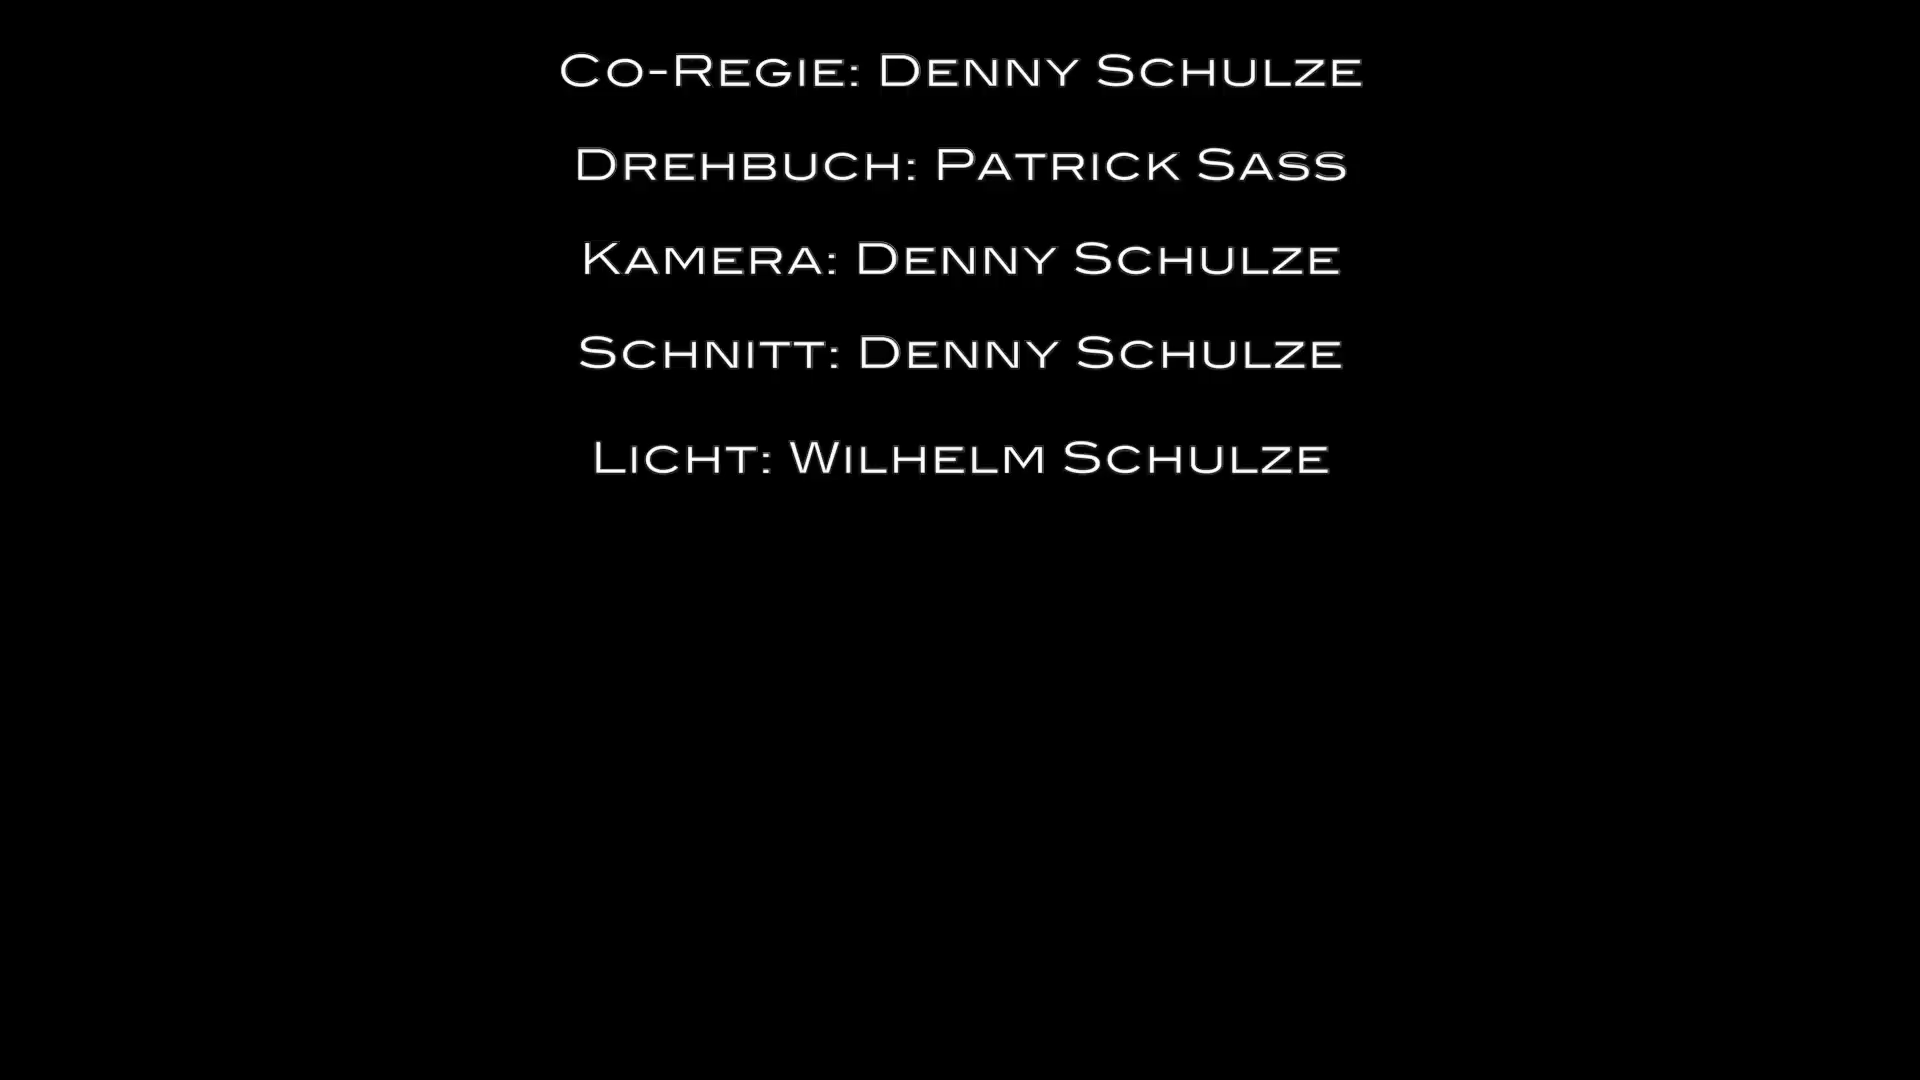 Co-Regie: Denny Schulze
Drehbuch: Patrick Sass
Kamera: Denny Schulze
Schnitt: Denny Schulze
Licht: Wilhelm Schulze